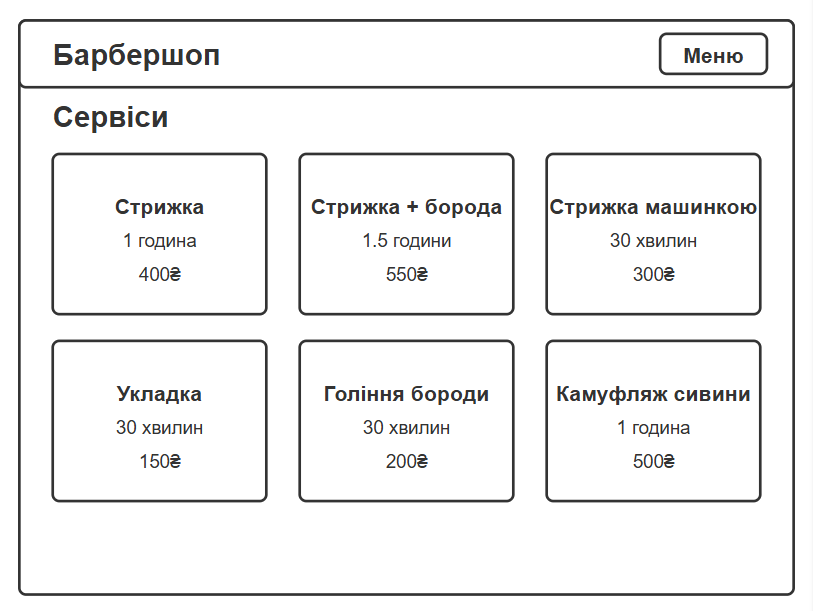 Барбершоп
Меню
Сервіси
Стрижка
1 година
400₴
Стрижка + борода
1.5 години
550₴
Стрижка машинкою
30 хвилин
300₴
Укладка
30 хвилин
150₴
Гоління бороди
30 хвилин
200₴
Камуфляж сивини
1 година
500₴